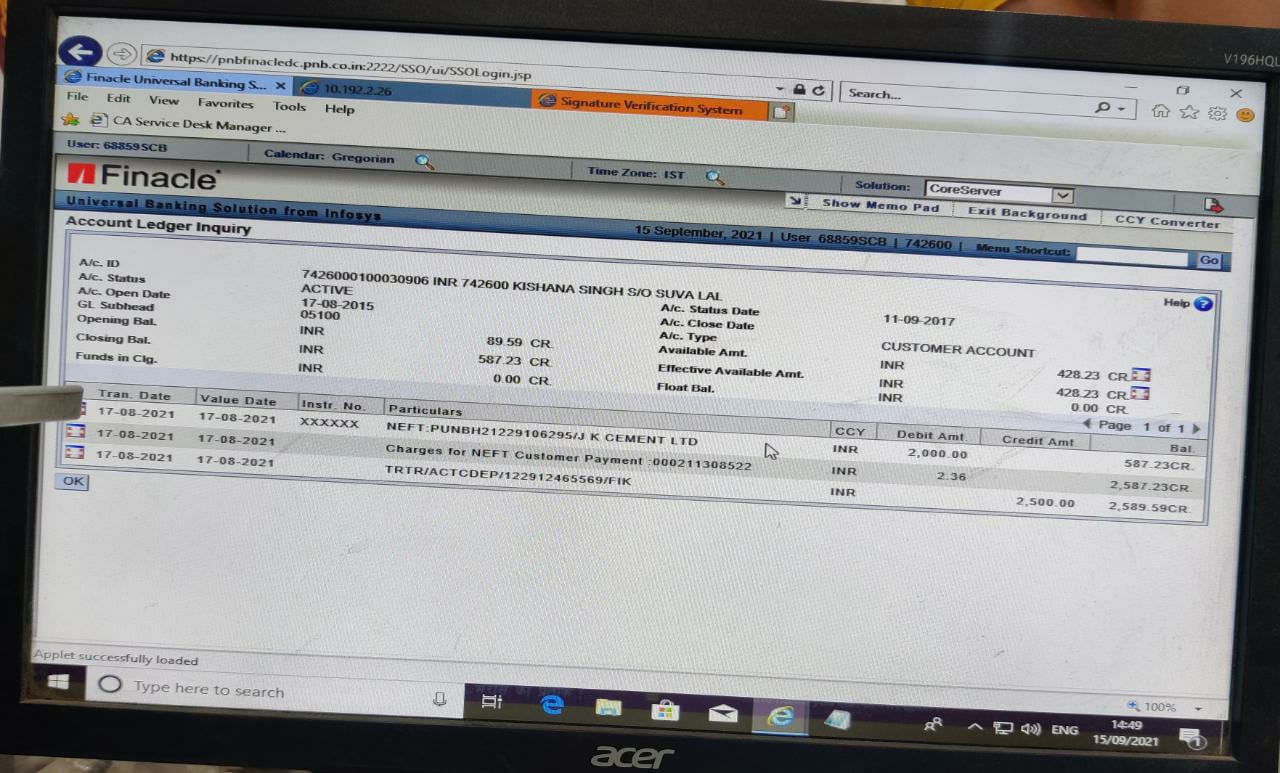 V196HQL
https://pnbfinacledc.pnb.co.in:2222/SSO/ui/SSOLogin.jsp
Search...
Finacle Universal Banking S... ×
10.192.2.26
Signature Verification System
File Edit View Favorites Tools Help
CA Service Desk Manager ...
User: 68859SCB Calendar: Gregorian Time Zone: IST Solution: CoreServer
Finacle
Show Memo Pad Exit Background CCY Converter
Universal Banking Solution from Infosys
15 September, 2021 | User 68859SCB | 742600 | Menu Shortcut: Go
Account Ledger Inquiry
Help ?
A/c. ID 7426000100030906 INR 742600 KISHANA SINGH S/O SUVA LAL
A/c. Status ACTIVE A/c. Status Date 11-09-2017
A/c. Open Date 17-08-2015 A/c. Close Date
GL Subhead 05100 A/c. Type CUSTOMER ACCOUNT
Opening Bal. INR 89.59 CR. Available Amt. INR 428.23 CR.
Closing Bal. INR 587.23 CR. Effective Available Amt. INR 428.23 CR.
Funds in Clg. INR 0.00 CR. Float Bal. INR 0.00 CR.
Page 1 of 1
Tran. Date Value Date Instr. No. Particulars CCY Debit Amt. Credit Amt. Bal.
17-08-2021 17-08-2021 XXXXXX NEFT:PUNBH21229106295/J K CEMENT LTD INR 2,000.00 587.23CR.
17-08-2021 17-08-2021 Charges for NEFT Customer Payment :000211308522 INR 2.36 2,587.23CR.
17-08-2021 17-08-2021 TRTR/ACTCDEP/122912465569/FIK INR 2,500.00 2,589.59CR.
OK
Applet successfully loaded
100%
Type here to search
ENG
14:49
15/09/2021
1
acer